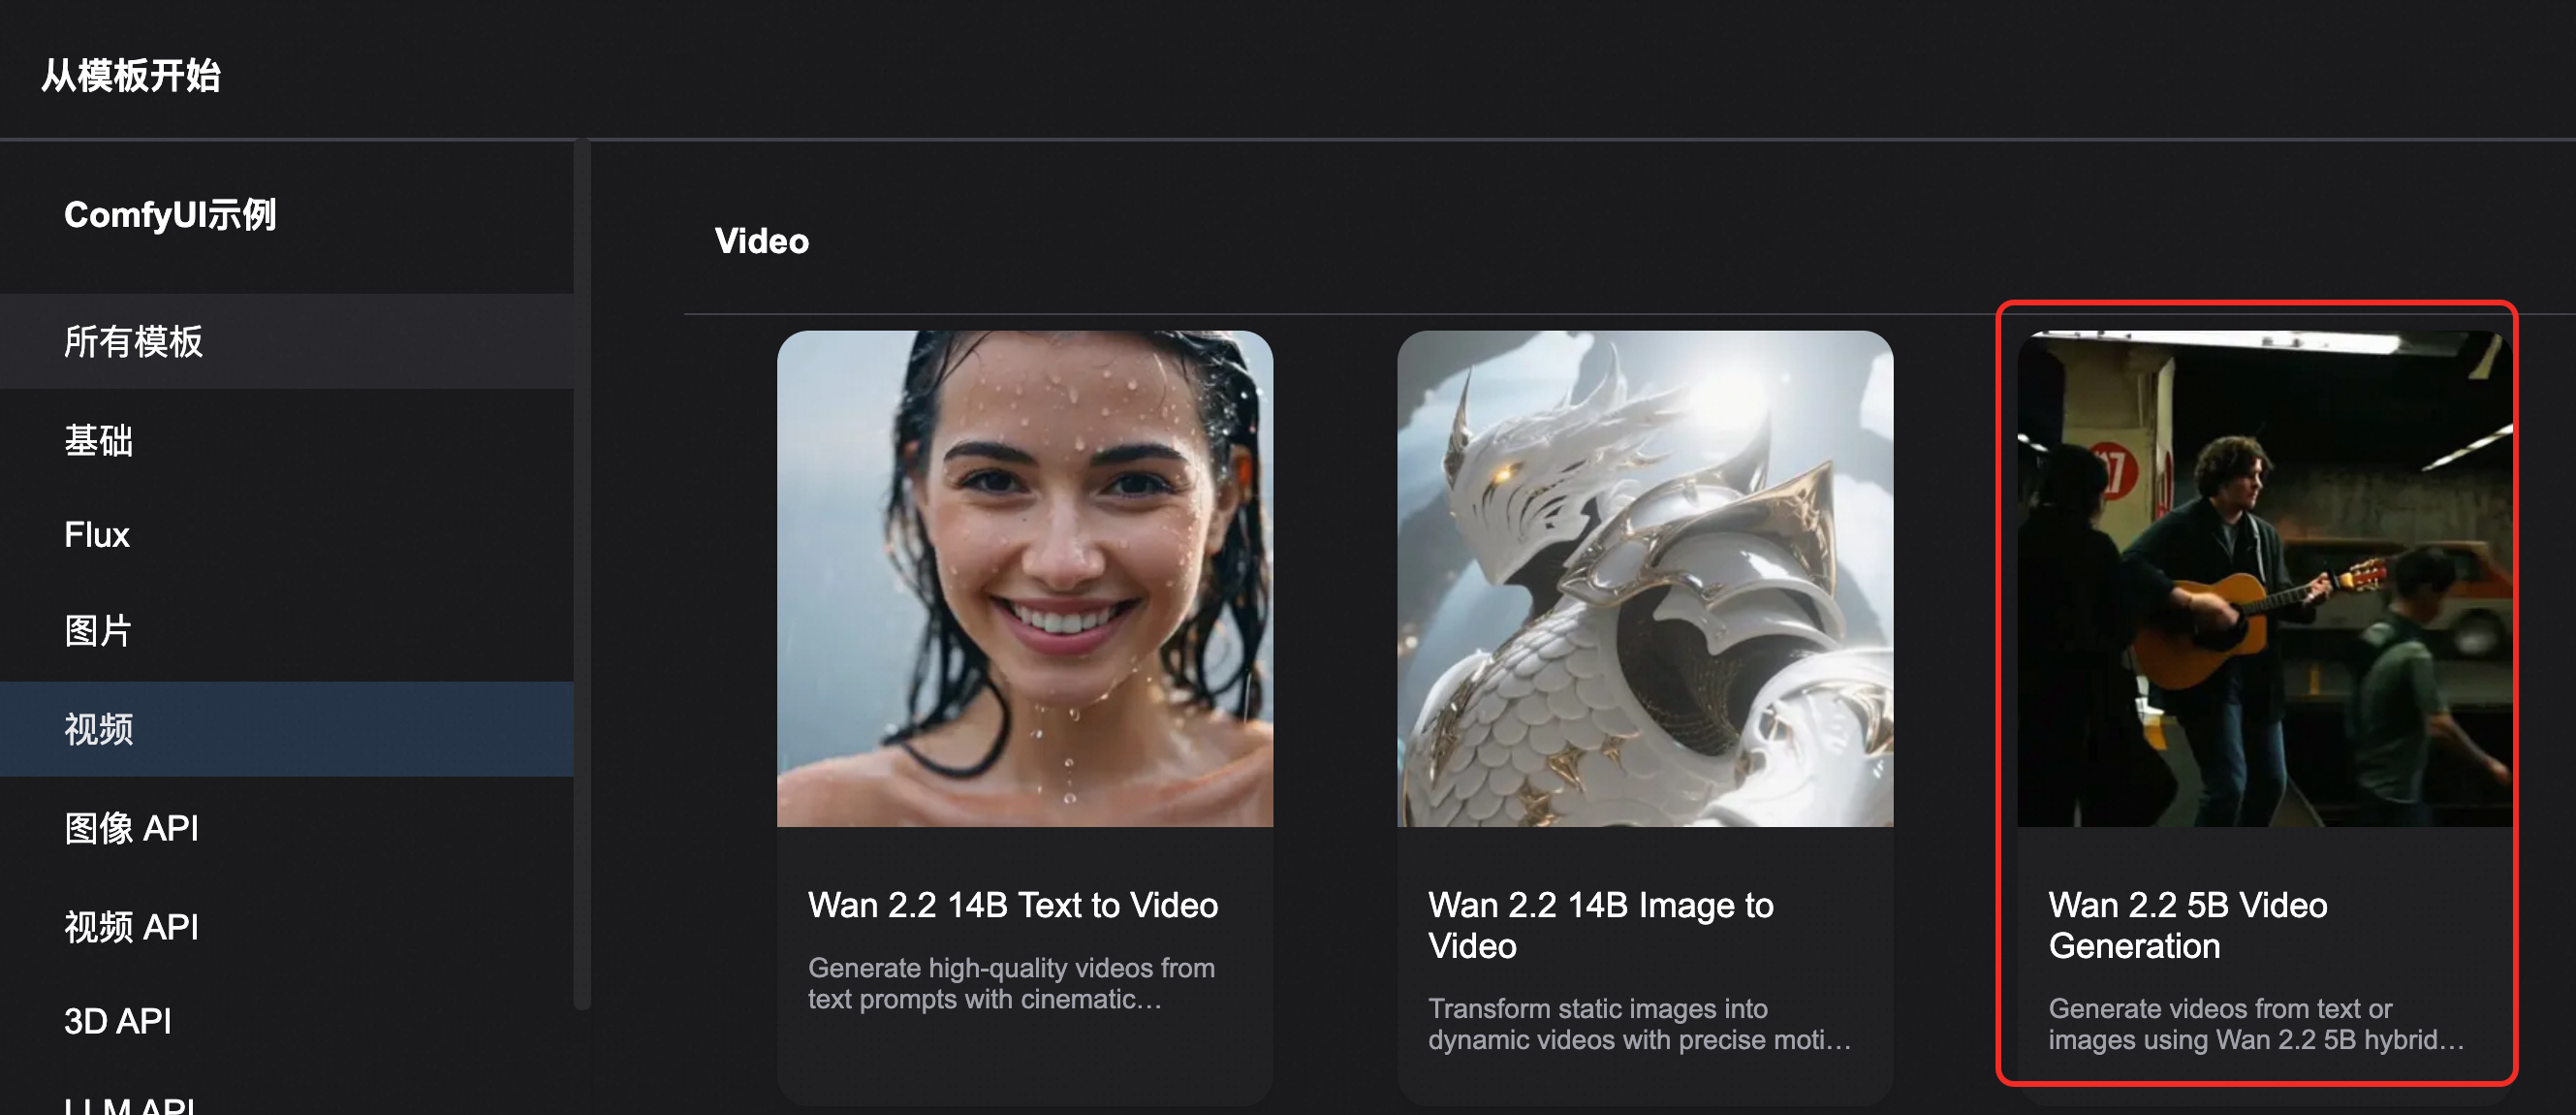 从模板开始
ComfyUI示例
所有模板
基础
Flux
图片
视频
图像 API
视频 API
3D API
LLM API
Video
17
Wan 2.2 14B Text to Video
Generate high-quality videos from
text prompts with cinematic…
Wan 2.2 14B Image to
Video
Transform static images into
dynamic videos with precise moti…
Wan 2.2 5B Video
Generation
Generate videos from text or
images using Wan 2.2 5B hybrid…